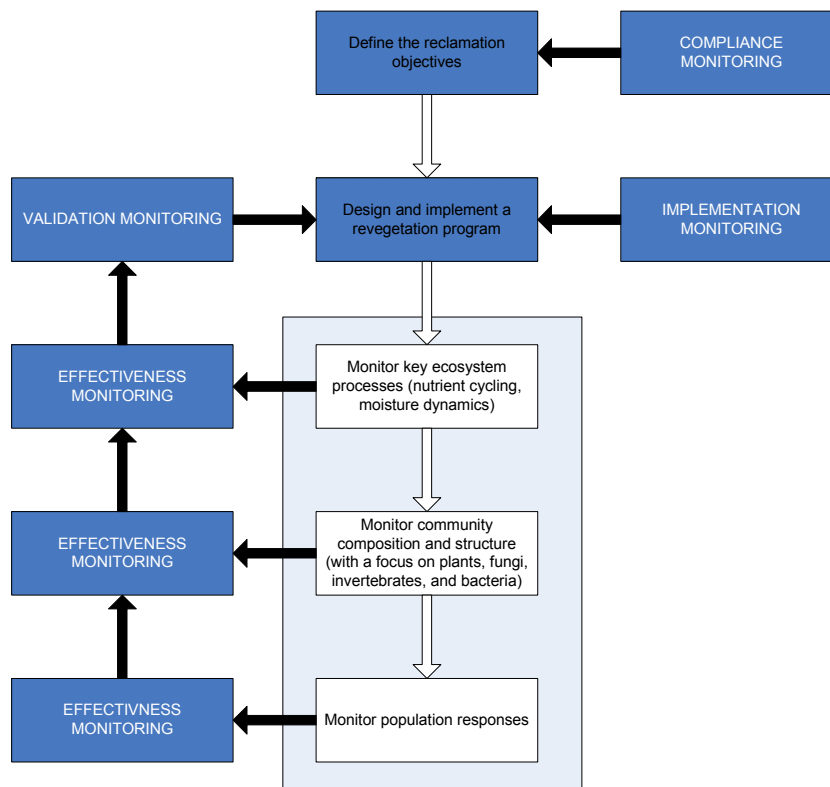 Define the reclamation
objectives
COMPLIANCE
MONITORING
VALIDATION MONITORING
Design and implement a
revegetation program
IMPLEMENTATION
MONITORING
EFFECTIVENESS
MONITORING
Monitor key ecosystem
processes (nutrient cycling,
moisture dynamics)
EFFECTIVENESS
MONITORING
Monitor community
composition and structure
(with a focus on plants, fungi,
invertebrates, and bacteria)
EFFECTIVNESS
MONITORING
Monitor population responses